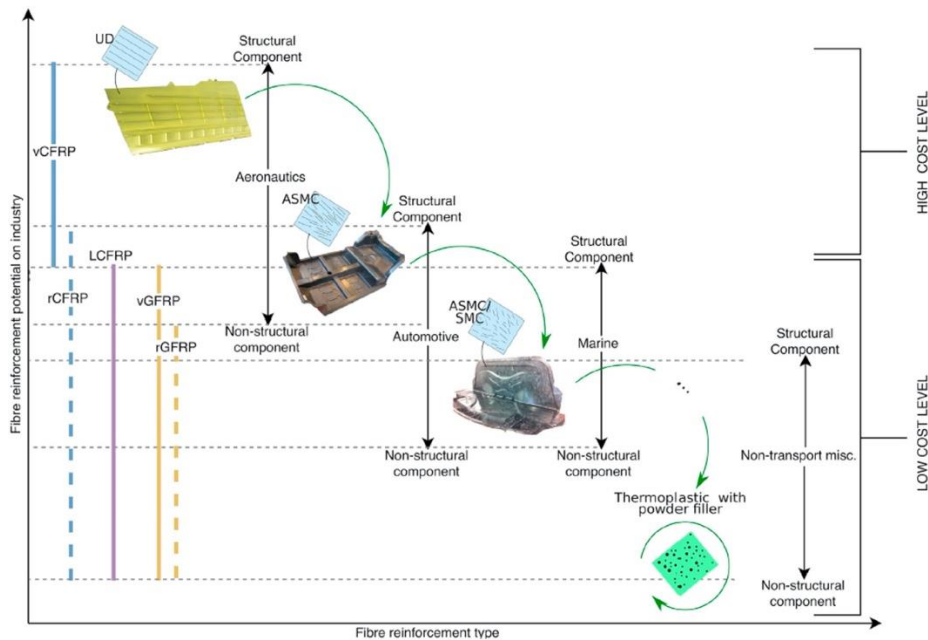 UD
Structural
Component
vCFRP
Aeronautics
ASMC
Structural
Component
Structural
Component
LCFRP
rCFRP
vGFRP
rGFRP
Non-structural
component
Automotive
ASMC/
SMC
Marine
Structural
Component
Non-structural
component
Non-structural
component
Non-transport misc.
Thermoplastic with
powder filler
Non-structural
component
HIGH COST LEVEL
LOW COST LEVEL
Fibre reinforcement potential on industry
Fibre reinforcement type